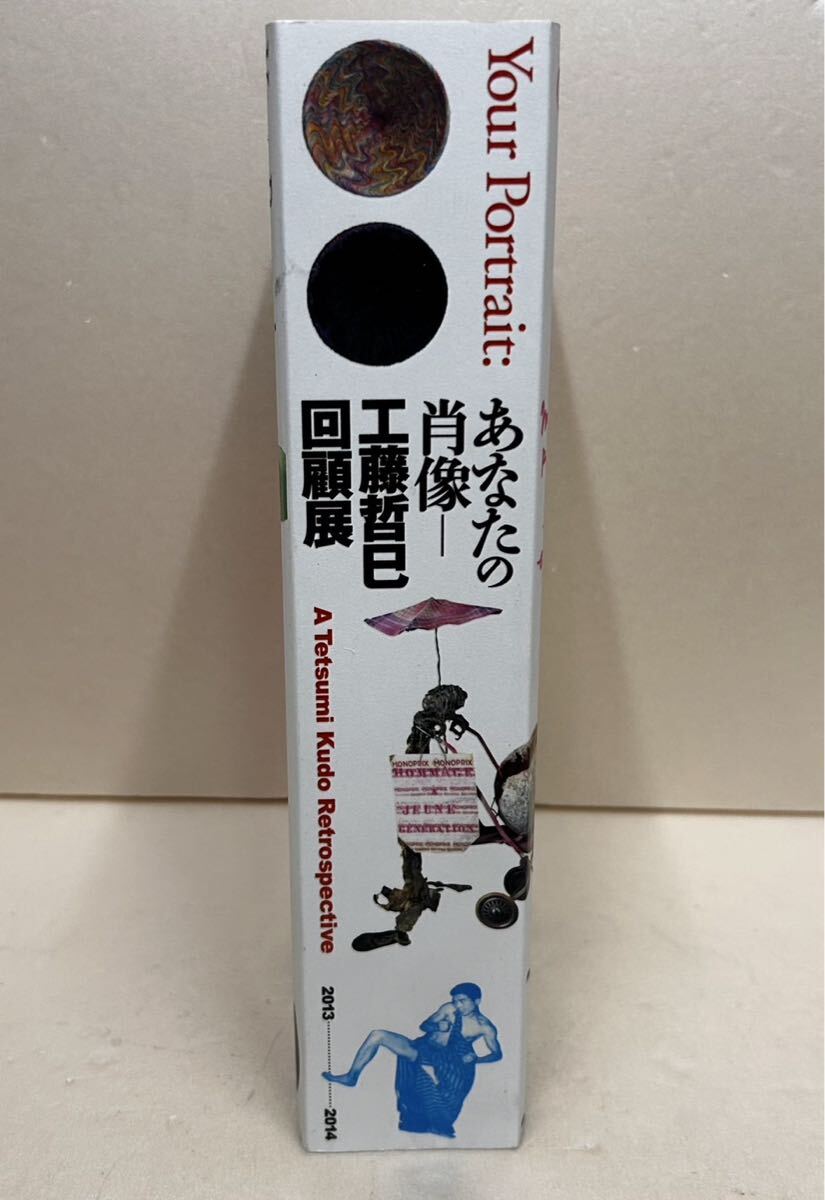 Your Portrait:
あなたの
肖像―
工藤哲巳
回顧展
A Tetsumi Kudo Retrospective
MONOPRIX MONOPRIX
HOMMAGE
A
JEUNE
GENERATION
2013
2014